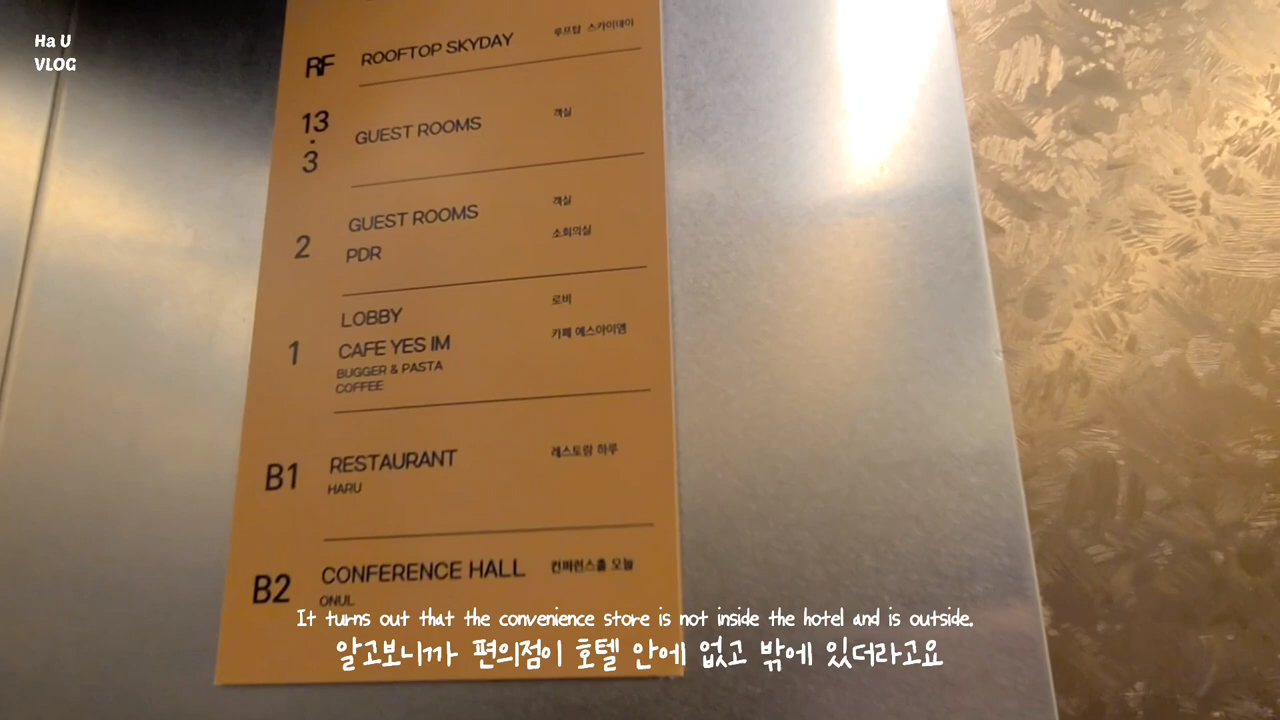 Ha U
VLOG
RF ROOFTOP SKYDAY 루프탑 스카이데이
13 · 3 GUEST ROOMS 객실
2 GUEST ROOMS 객실
PDR 소회의실
LOBBY 로비
1 CAFE YES IM 카페 예스아이엠
BUGGER & PASTA
COFFEE
B1 RESTAURANT 레스토랑 하루
HARU
B2 CONFERENCE HALL 컨퍼런스홀 오늘
ONUL
It turns out that the convenience store is not inside the hotel and is outside.
알고보니까 편의점이 호텔 안에 없고 밖에 있더라고요